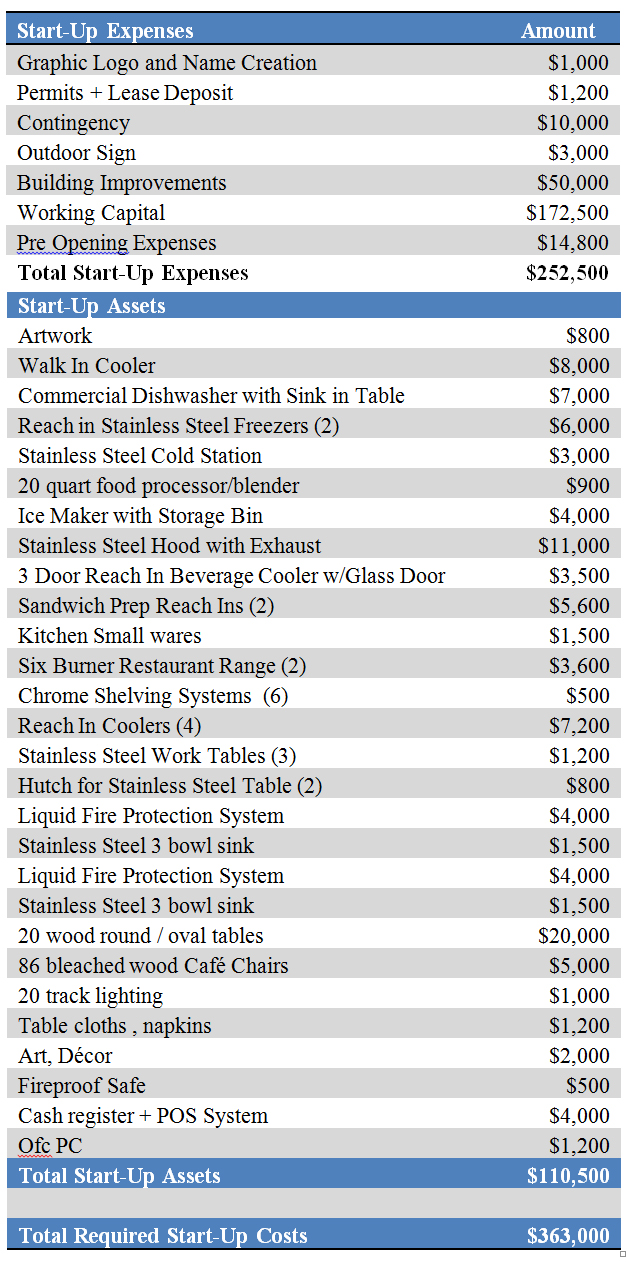 Start-Up Expenses Amount
Graphic Logo and Name Creation $1,000
Permits + Lease Deposit $1,200
Contingency $10,000
Outdoor Sign $3,000
Building Improvements $50,000
Working Capital $172,500
Pre Opening Expenses $14,800
Total Start-Up Expenses $252,500
Start-Up Assets
Artwork $800
Walk In Cooler $8,000
Commercial Dishwasher with Sink in Table $7,000
Reach in Stainless Steel Freezers (2) $6,000
Stainless Steel Cold Station $3,000
20 quart food processor/blender $900
Ice Maker with Storage Bin $4,000
Stainless Steel Hood with Exhaust $11,000
3 Door Reach In Beverage Cooler w/Glass Door $3,500
Sandwich Prep Reach Ins (2) $5,600
Kitchen Small wares $1,500
Six Burner Restaurant Range (2) $3,600
Chrome Shelving Systems (6) $500
Reach In Coolers (4) $7,200
Stainless Steel Work Tables (3) $1,200
Hutch for Stainless Steel Table (2) $800
Liquid Fire Protection System $4,000
Stainless Steel 3 bowl sink $1,500
Liquid Fire Protection System $4,000
Stainless Steel 3 bowl sink $1,500
20 wood round / oval tables $20,000
86 bleached wood Café Chairs $5,000
20 track lighting $1,000
Table cloths , napkins $1,200
Art, Décor $2,000
Fireproof Safe $500
Cash register + POS System $4,000
Ofc PC $1,200
Total Start-Up Assets $110,500
Total Required Start-Up Costs $363,000